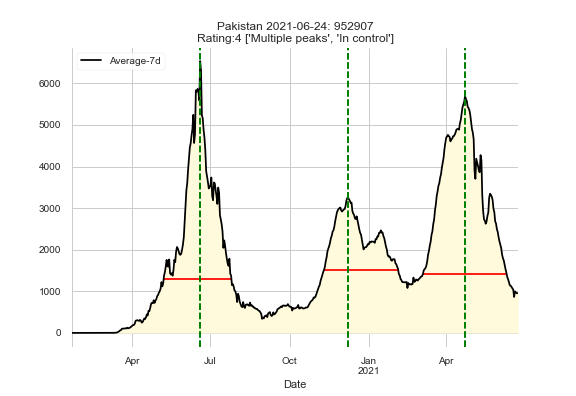 Pakistan 2021-06-24: 952907
Rating:4 ['Multiple peaks', 'In control']
Average-7d
6000
5000
4000
3000
2000
1000
0
Apr
Jul
Oct
Jan
2021
Apr
Date